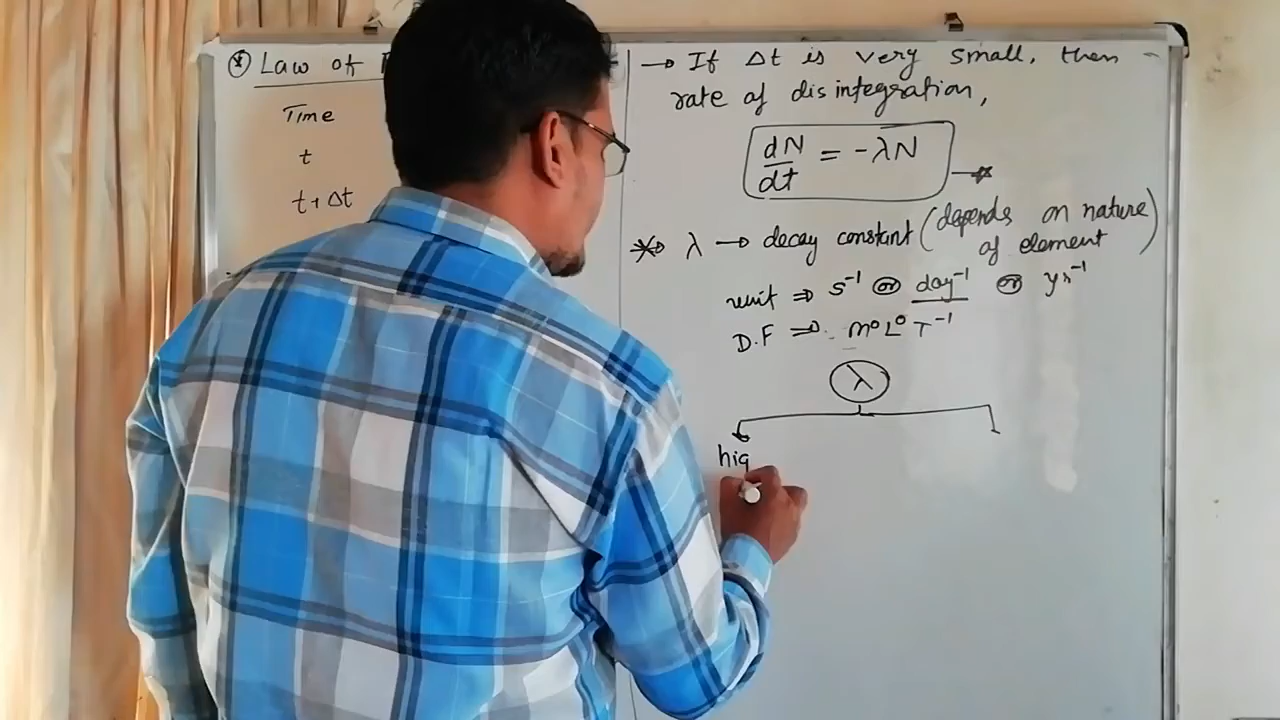 Law of
Time
t
t+Δt
→ If Δt is very small, then
rate of disintegration,
dN/dt = -λN
λ → decay constant (depends on nature of element)
unit ⇒ s⁻¹ or day⁻¹ or yr⁻¹
D.F ⇒ M⁰L⁰T⁻¹
λ
hig